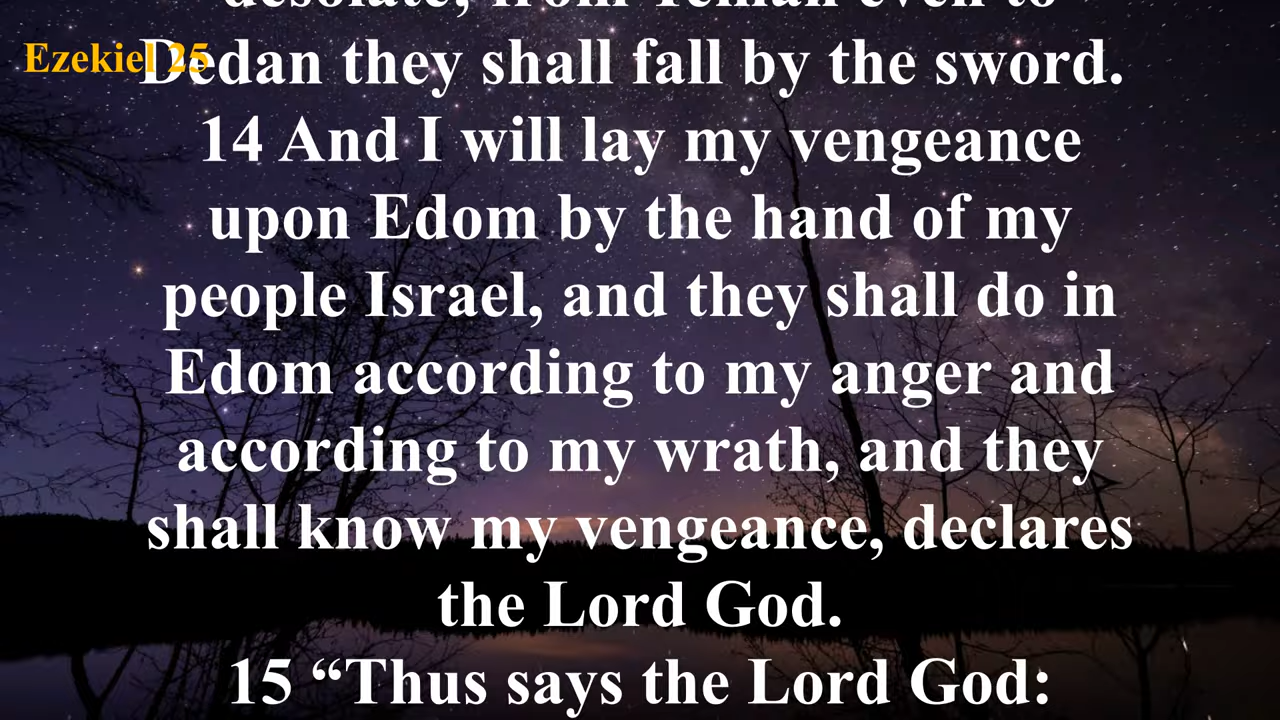 desolate; from Teman even to
Ezekiel 25
Dedan they shall fall by the sword.
14 And I will lay my vengeance
upon Edom by the hand of my
people Israel, and they shall do in
Edom according to my anger and
according to my wrath, and they
shall know my vengeance, declares
the Lord God.
15 “Thus says the Lord God: